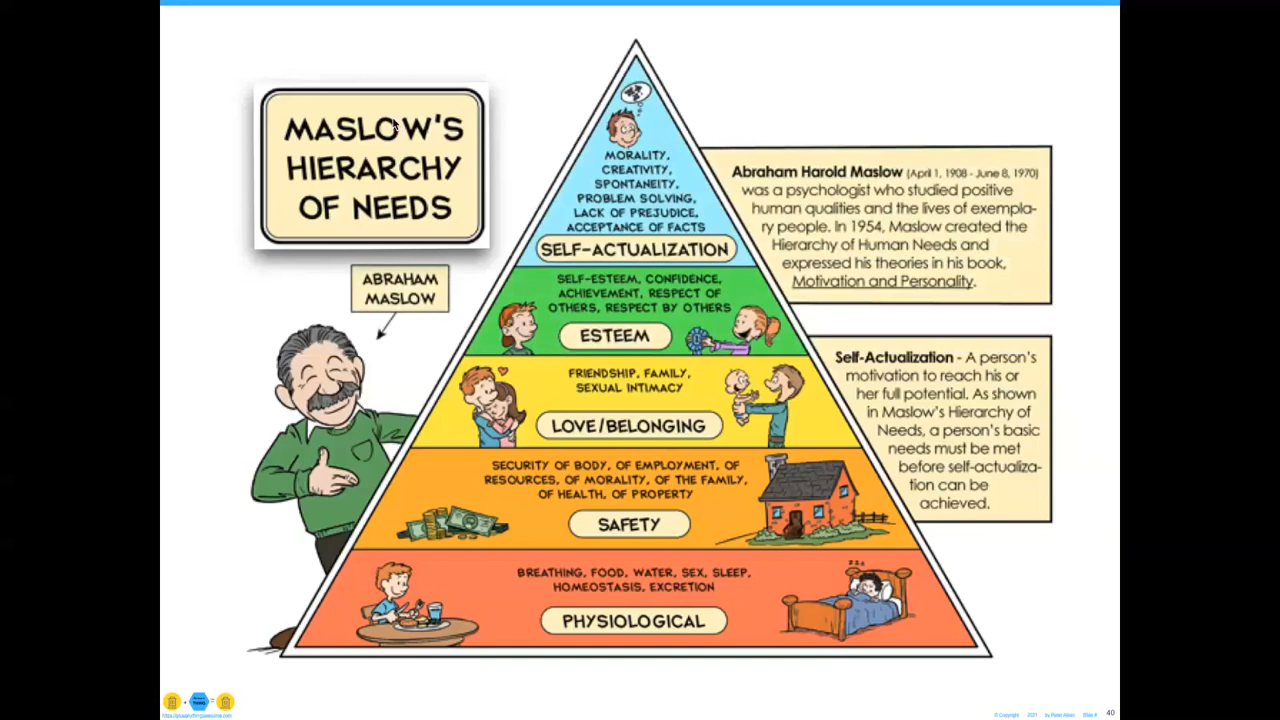 MASLOW'S
HIERARCHY
OF NEEDS
ABRAHAM
MASLOW
MORALITY,
CREATIVITY,
SPONTANEITY,
PROBLEM SOLVING,
LACK OF PREJUDICE,
ACCEPTANCE OF FACTS
SELF-ACTUALIZATION
SELF-ESTEEM, CONFIDENCE,
ACHIEVEMENT, RESPECT OF
OTHERS, RESPECT BY OTHERS
ESTEEM
FRIENDSHIP, FAMILY,
SEXUAL INTIMACY
LOVE/BELONGING
SECURITY OF BODY, OF EMPLOYMENT, OF
RESOURCES, OF MORALITY, OF THE FAMILY,
OF HEALTH, OF PROPERTY
SAFETY
BREATHING, FOOD, WATER, SEX, SLEEP,
HOMEOSTASIS, EXCRETION
PHYSIOLOGICAL
zzz
Abraham Harold Maslow (April 1, 1908 - June 8, 1970)
was a psychologist who studied positive
human qualities and the lives of exempla-
ry people. In 1954, Maslow created the
Hierarchy of Human Needs and
expressed his theories in his book,
Motivation and Personality.
Self-Actualization - A person's
motivation to reach his or
her full potential. As shown
in Maslow's Hierarchy of
Needs, a person's basic
needs must be met
before self-actualiza-
tion can be
achieved.
© Copyright 2021 by Peter Alkon Slide #
40